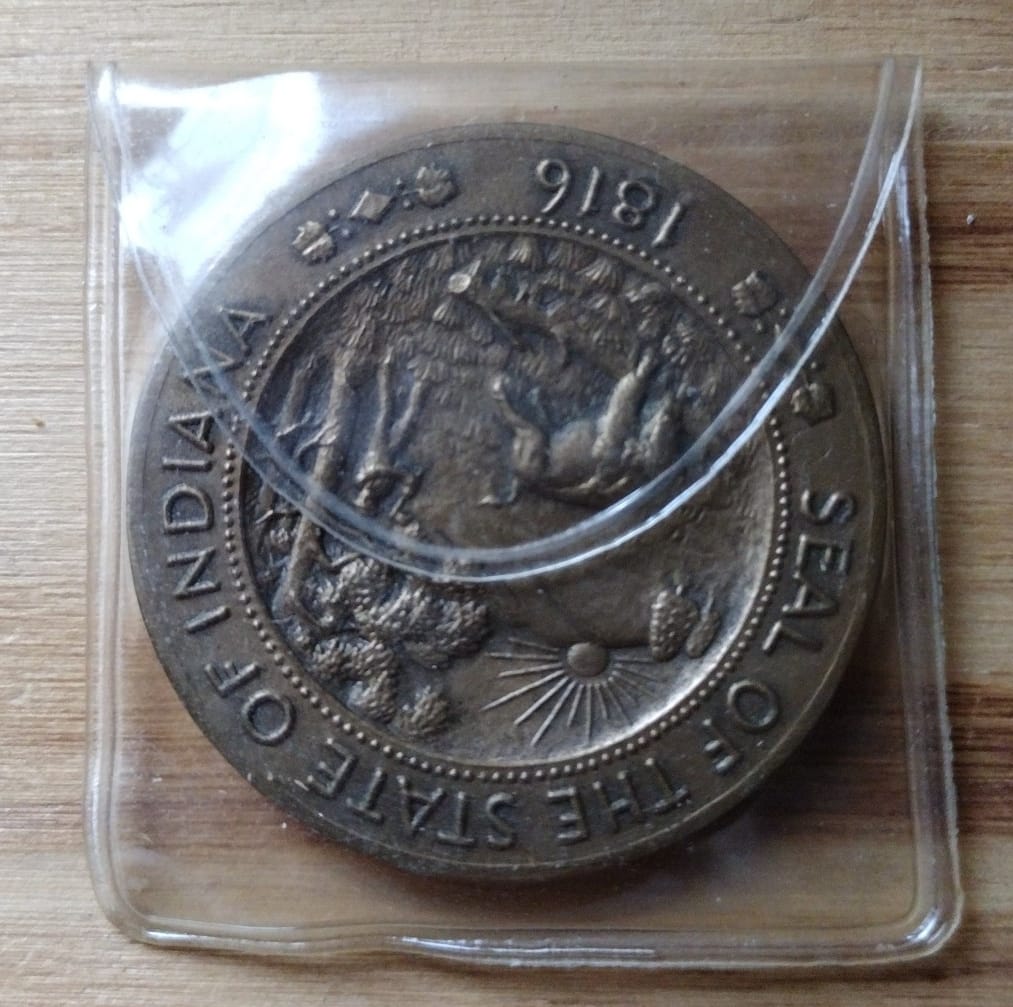 SEAL OF THE STATE OF INDIANA
1816